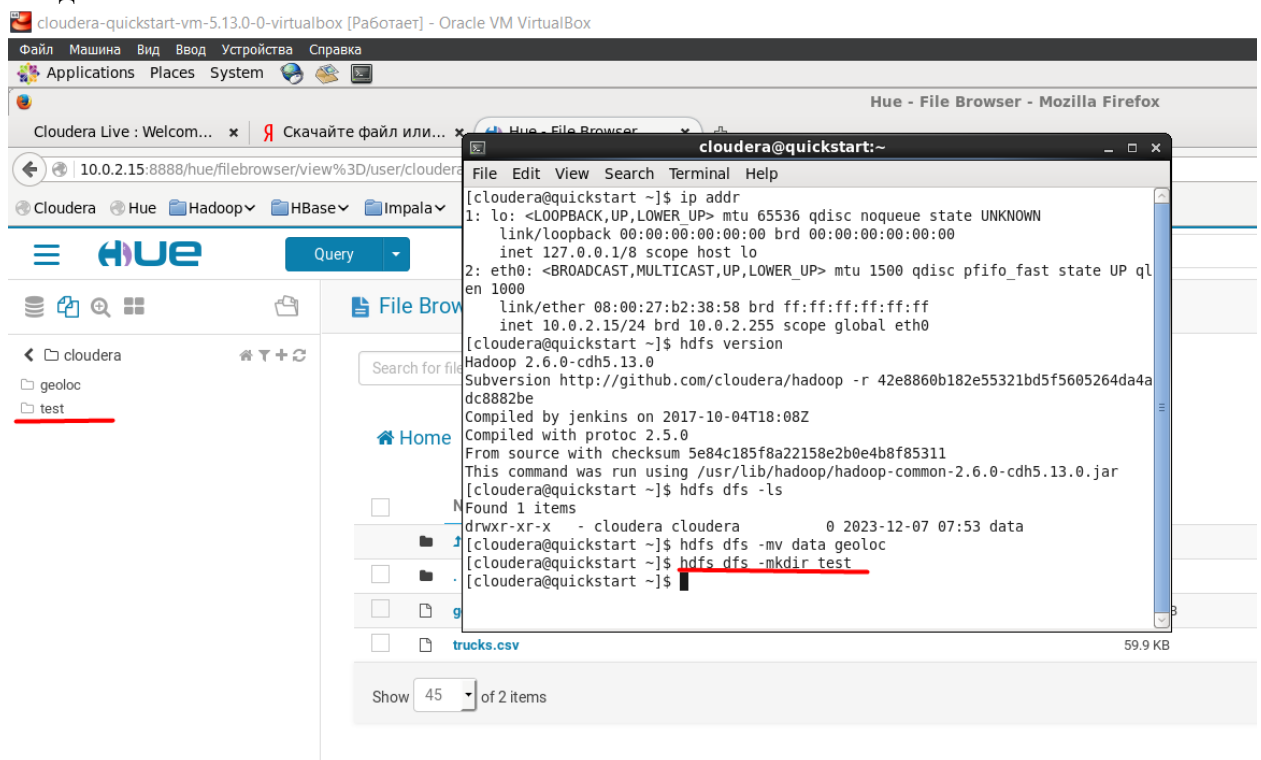 cloudera-quickstart-vm-5.13.0-0-virtualbox [Работает] - Oracle VM VirtualBox
Файл Машина Вид Ввод Устройства Справка
Applications Places System
Hue - File Browser - Mozilla Firefox
Cloudera Live : Welcom... × Я Скачайте файл или... × Hue - File Browser ×
10.0.2.15:8888/hue/filebrowser/view%3D/user/cloudera
Cloudera Hue Hadoop HBase Impala
HUE Query
File Brow
cloudera
geoloc
test
Search for file
Home
N
g
B
trucks.csv 59.9 KB
Show 45 of 2 items
cloudera@quickstart:~
File Edit View Search Terminal Help
[cloudera@quickstart ~]$ ip addr
1: lo: <LOOPBACK,UP,LOWER_UP> mtu 65536 qdisc noqueue state UNKNOWN
link/loopback 00:00:00:00:00:00 brd 00:00:00:00:00:00
inet 127.0.0.1/8 scope host lo
2: eth0: <BROADCAST,MULTICAST,UP,LOWER_UP> mtu 1500 qdisc pfifo_fast state UP ql
en 1000
link/ether 08:00:27:b2:38:58 brd ff:ff:ff:ff:ff:ff
inet 10.0.2.15/24 brd 10.0.2.255 scope global eth0
[cloudera@quickstart ~]$ hdfs version
Hadoop 2.6.0-cdh5.13.0
Subversion http://github.com/cloudera/hadoop -r 42e8860b182e55321bd5f5605264da4a
dc8882be
Compiled by jenkins on 2017-10-04T18:08Z
Compiled with protoc 2.5.0
From source with checksum 5e84c185f8a22158e2b0e4b8f85311
This command was run using /usr/lib/hadoop/hadoop-common-2.6.0-cdh5.13.0.jar
[cloudera@quickstart ~]$ hdfs dfs -ls
Found 1 items
drwxr-xr-x - cloudera cloudera 0 2023-12-07 07:53 data
[cloudera@quickstart ~]$ hdfs dfs -mv data geoloc
[cloudera@quickstart ~]$ hdfs dfs -mkdir test
[cloudera@quickstart ~]$